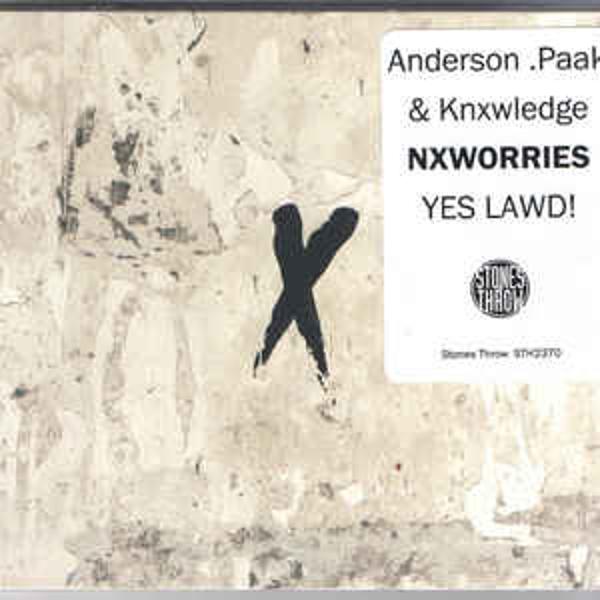 Anderson .Paak
& Knxwledge
NXWORRIES
YES LAWD!
STONES
THROW
Stones Throw STH2370
X